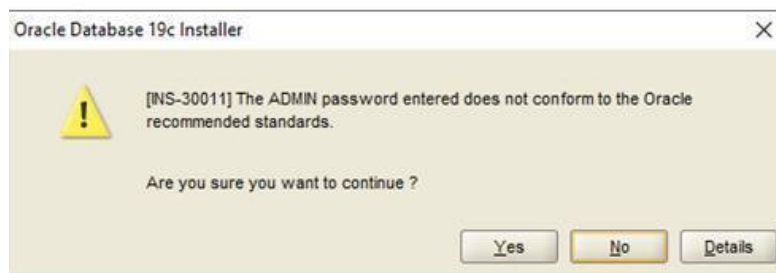 Oracle Database 19c Installer
[INS-30011] The ADMIN password entered does not conform to the Oracle
recommended standards.
Are you sure you want to continue ?
Yes No Details